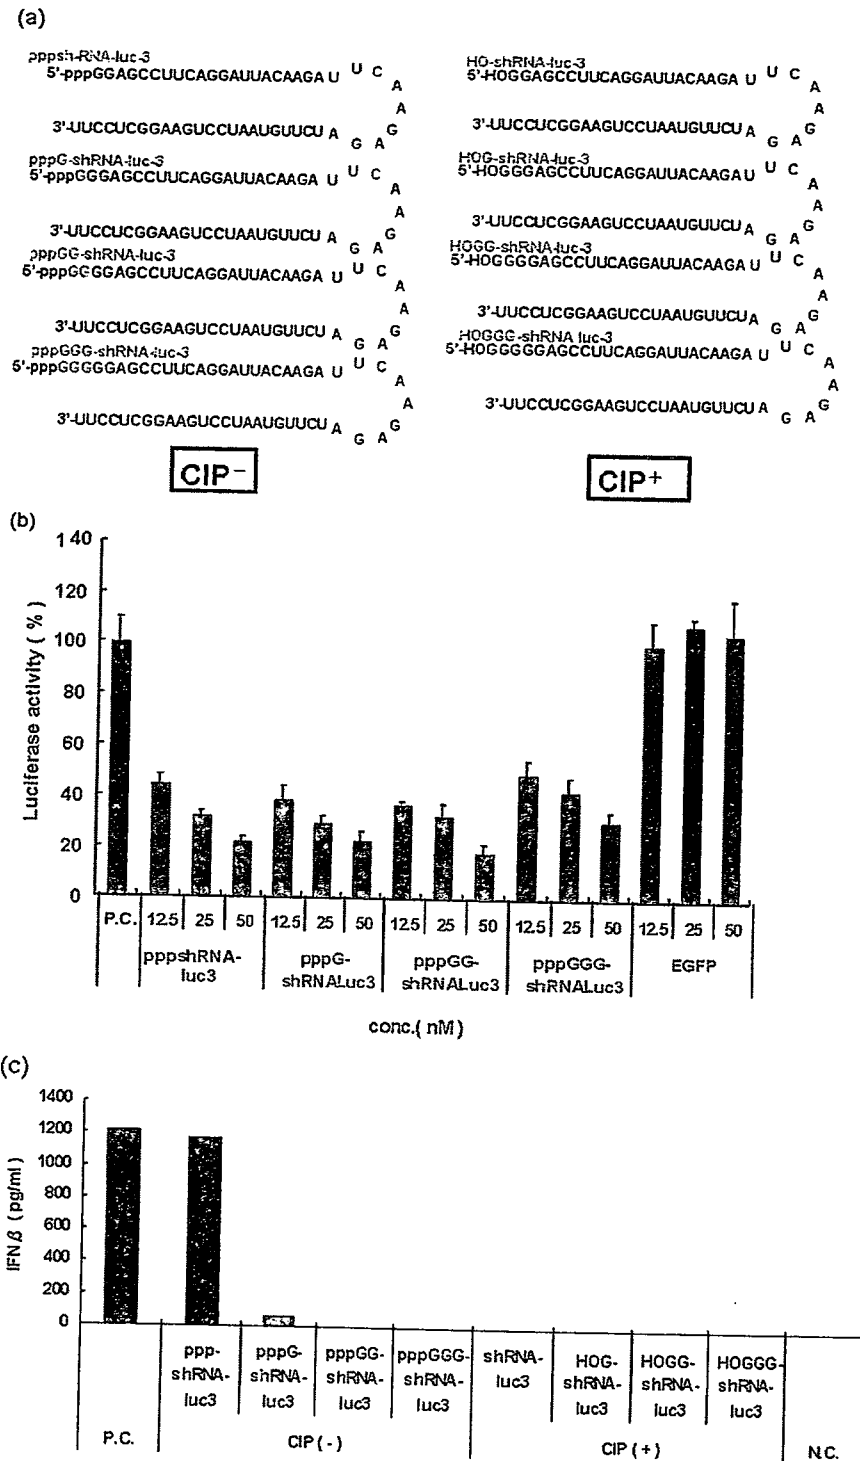 (a)
pppsh-RNA-luc-3
5'-pppGGAGCCUUCAGGAUUACAAGA U U C A A
G
3'-UUCCUCGGAAGUCCUAAUGUUCU A G A
pppG-shRNA-luc-3
5'-pppGGGAGCCUUCAGGAUUACAAGA U U C A A
G
3'-UUCCUCGGAAGUCCUAAUGUUCU A G A
pppGG-shRNA-luc-3
5'-pppGGGGAGCCUUCAGGAUUACAAGA U U C A A
G
3'-UUCCUCGGAAGUCCUAAUGUUCU A G A
pppGGG-shRNA-luc-3
5'-pppGGGGGAGCCUUCAGGAUUACAAGA U U C A A
G
3'-UUCCUCGGAAGUCCUAAUGUUCU A G A
CIP−
HO-shRNA-luc-3
5'-HOGGAGCCUUCAGGAUUACAAGA U U C A A
G
3'-UUCCUCGGAAGUCCUAAUGUUCU A G A
HOG-shRNA-luc-3
5'-HOGGGAGCCUUCAGGAUUACAAGA U U C A A
G
3'-UUCCUCGGAAGUCCUAAUGUUCU A G A
HOGG-shRNA-luc-3
5'-HOGGGGAGCCUUCAGGAUUACAAGA U U C A A
G
3'-UUCCUCGGAAGUCCUAAUGUUCU A G A
HOGGG-shRNA luc-3
5'-HOGGGGGAGCCUUCAGGAUUACAAGA U U C A A
G
3'-UUCCUCGGAAGUCCUAAUGUUCU A G A
CIP+
(b)
Luciferase activity ( % )
140
120
100
80
60
40
20
0
P.C. 12.5 25 50 12.5 25 50 12.5 25 50 12.5 25 50 12.5 25 50
pppshRNA-luc3 pppG-shRNALuc3 pppGG-shRNALuc3 pppGGG-shRNALuc3 EGFP
conc.( nM )
(c)
IFNβ (pg/ml)
1400
1200
1000
800
600
400
200
0
ppp-shRNA-luc3 pppG-shRNA-luc3 pppGG-shRNA-luc3 pppGGG-shRNA-luc3 shRNA-luc3 HOG-shRNA-luc3 HOGG-shRNA-luc3 HOGGG-shRNA-luc3
P.C. CIP (-) CIP (+) N.C.